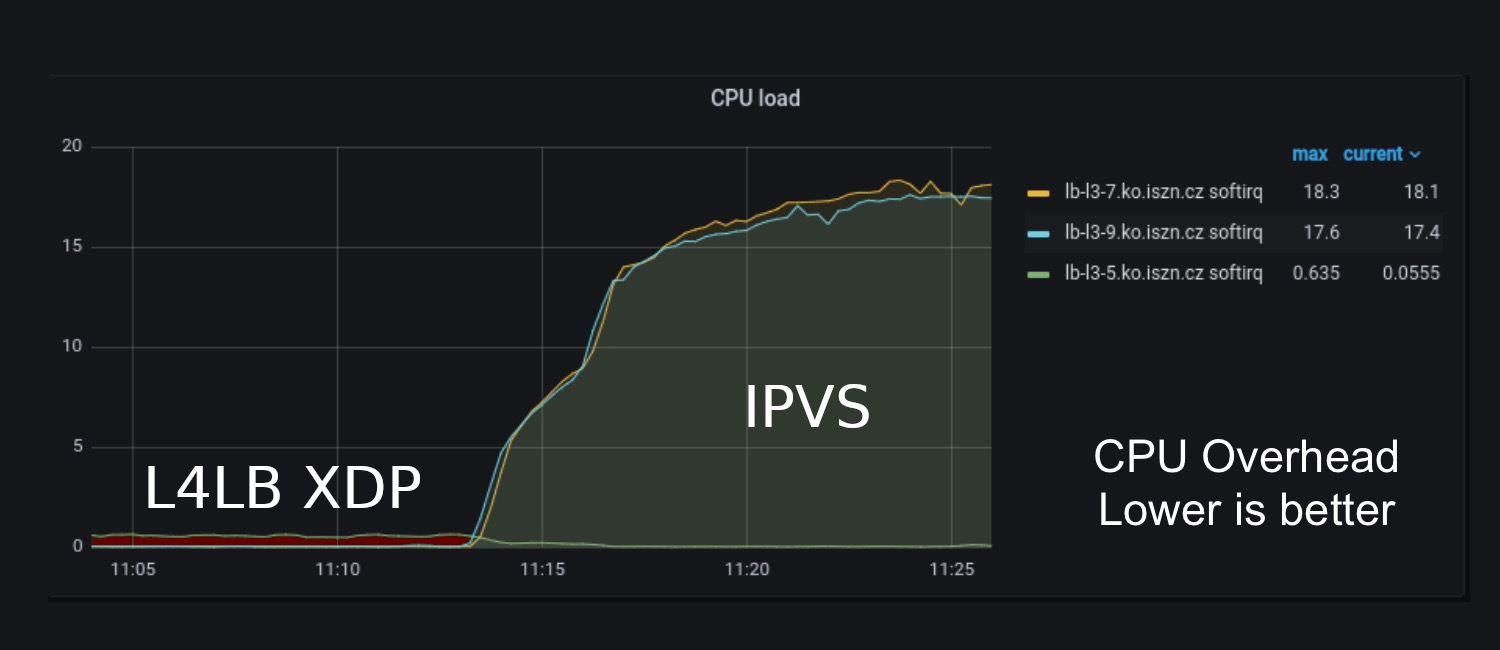 CPU load
20
15
10
5
0
11:05 11:10 11:15 11:20 11:25
L4LB XDP
IPVS
max current
lb-l3-7.ko.iszn.cz softirq 18.3 18.1
lb-l3-9.ko.iszn.cz softirq 17.6 17.4
lb-l3-5.ko.iszn.cz softirq 0.635 0.0555
CPU Overhead
Lower is better